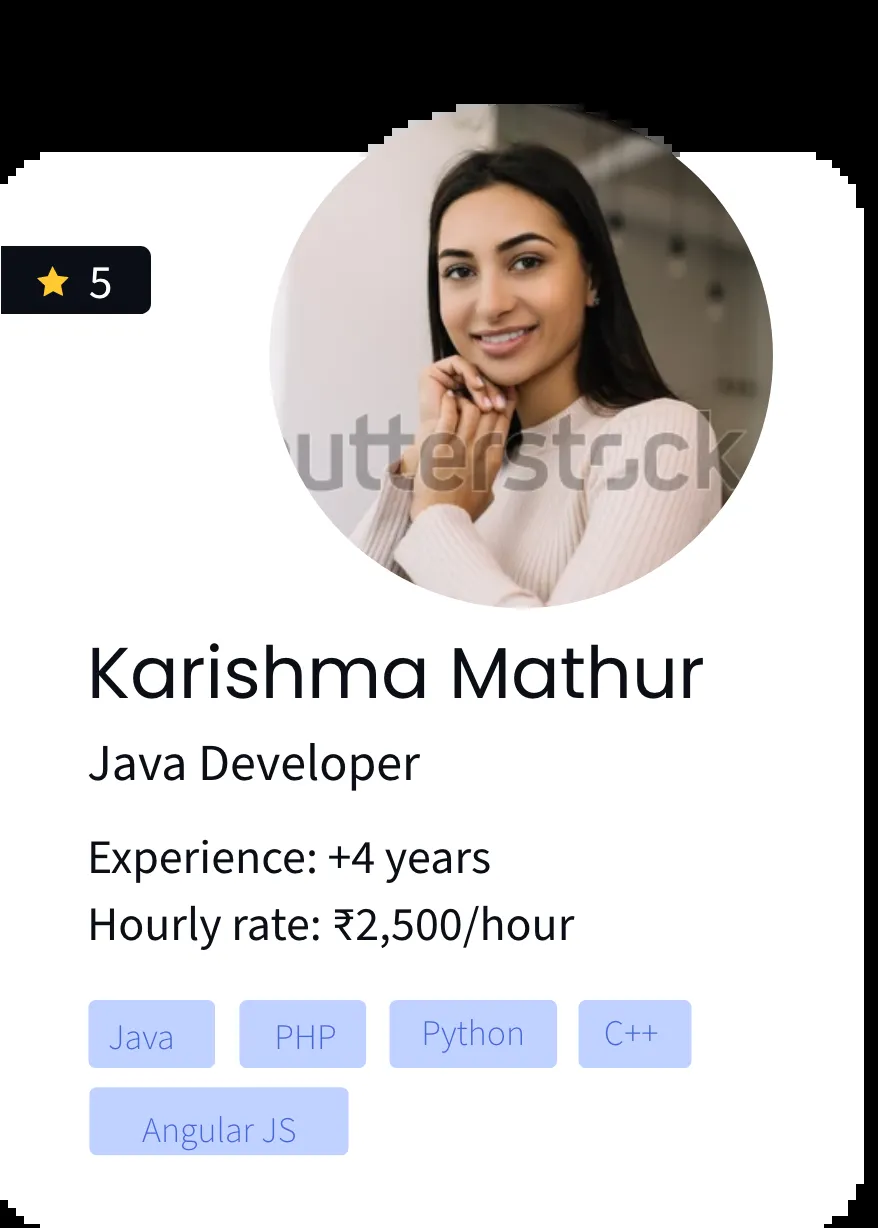 5
utterstock
Karishma Mathur
Java Developer
Experience: +4 years
Hourly rate: ₹2,500/hour
Java PHP Python C++
Angular JS